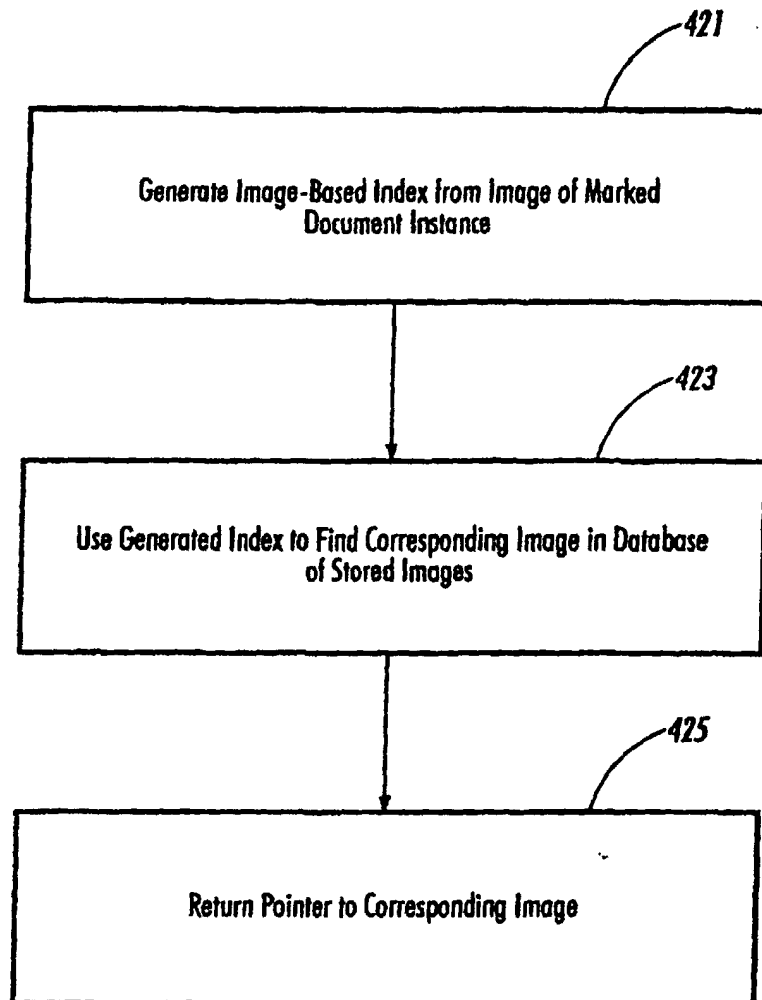 421
Generate Image-Based Index from Image of Marked
Document Instance
423
Use Generated Index to Find Corresponding Image in Database
of Stored Images
425
Return Pointer to Corresponding Image